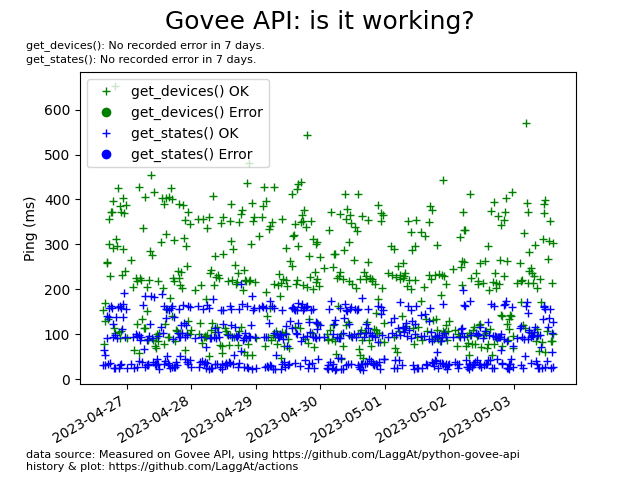 Govee API: is it working?
get_devices(): No recorded error in 7 days.
get_states(): No recorded error in 7 days.
get_devices() OK
get_devices() Error
get_states() OK
get_states() Error
Ping (ms)
600
500
400
300
200
100
0
2023-04-27
2023-04-28
2023-04-29
2023-04-30
2023-05-01
2023-05-02
2023-05-03
data source: Measured on Govee API, using https://github.com/LaggAt/python-govee-api
history & plot: https://github.com/LaggAt/actions